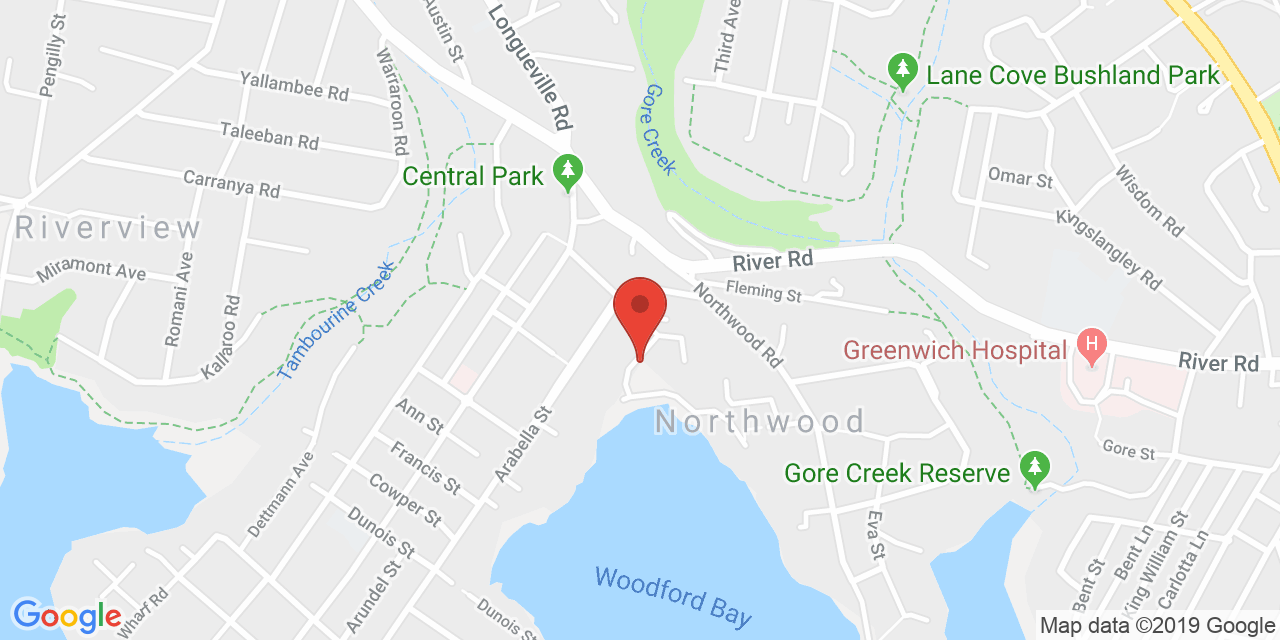 Pengilly St
Austin St
Longueville Rd
Third Ave
Warraroon Rd
Yallambee Rd
Lane Cove Bushland Park
Gore Creek
Taleeban Rd
Central Park
Carranya Rd
Omar St
Wisdom Rd
Kingslangley Rd
Riverview
Miramont Ave
Romani Ave
Kallaroo Rd
Tambourine Creek
River Rd
Fleming St
Northwood Rd
Greenwich Hospital
H
River Rd
Ann St
Francis St
Arabella St
Northwood
Gore St
Gore Creek Reserve
Cowper St
Dettmann Ave
Dunois St
Eva St
Arundel St
Woodford Bay
Dunois St
Wharf Rd
Bent St
Bent Ln
King William St
Carlotta Ln
Google
Map data ©2019 Google